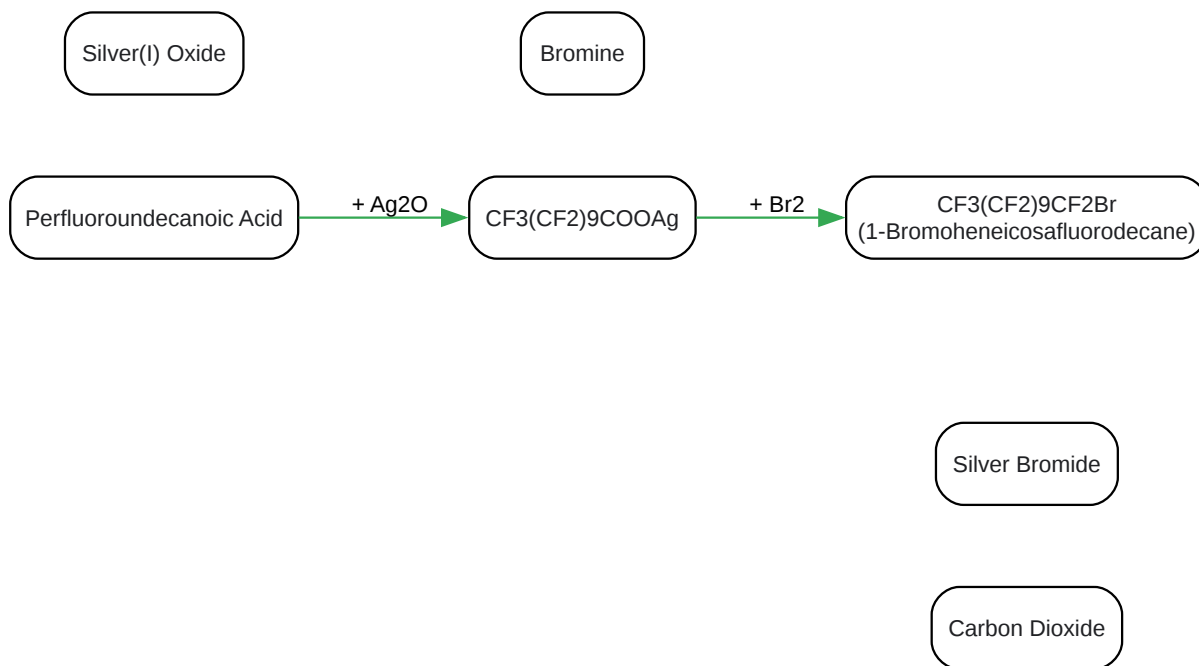 Silver(I) Oxide
Bromine
Perfluoroundecanoic Acid
+ Ag2O
CF3(CF2)9COOAg
+ Br2
CF3(CF2)9CF2Br
(1-Bromoheneicosafluorodecane)
Silver Bromide
Carbon Dioxide